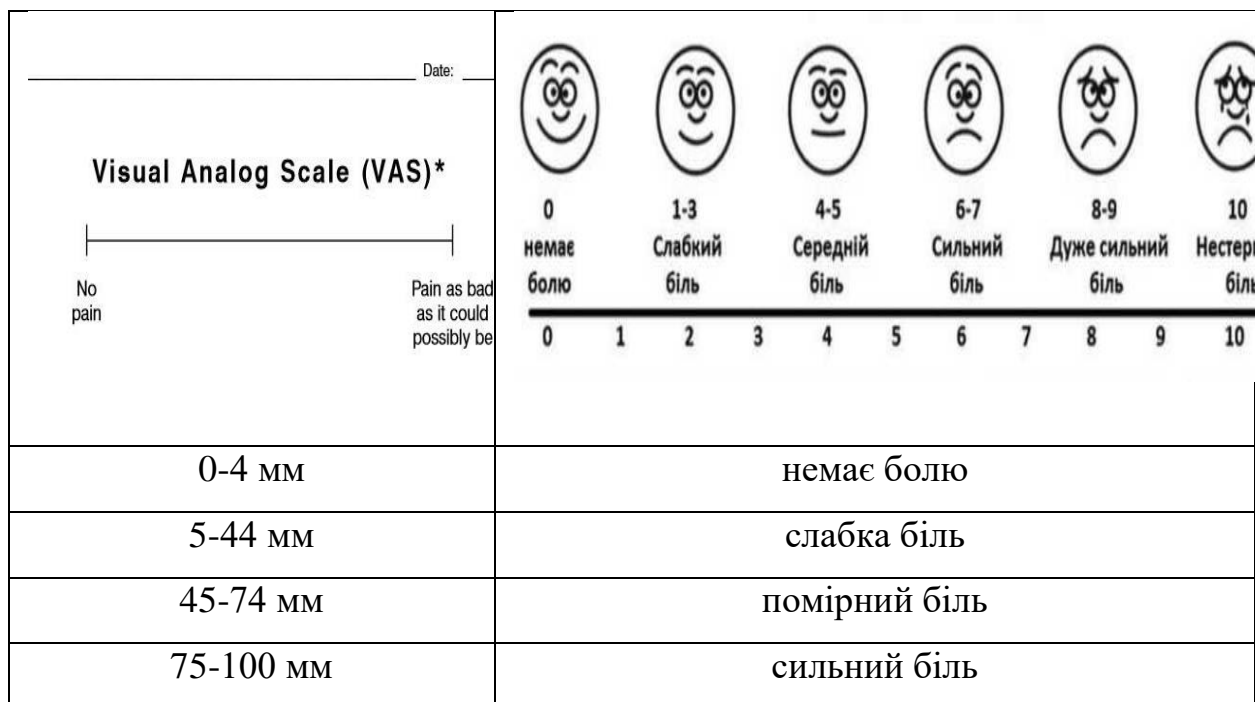 Date:
Visual Analog Scale (VAS)*
No
pain
Pain as bad
as it could
possibly be
0 1-3 4-5 6-7 8-9 10
немає Слабкий Середній Сильний Дуже сильний
болю біль біль біль біль
0 1 2 3 4 5 6 7 8 9 10
0-4 мм немає болю
5-44 мм слабка біль
45-74 мм помірний біль
75-100 мм сильний біль